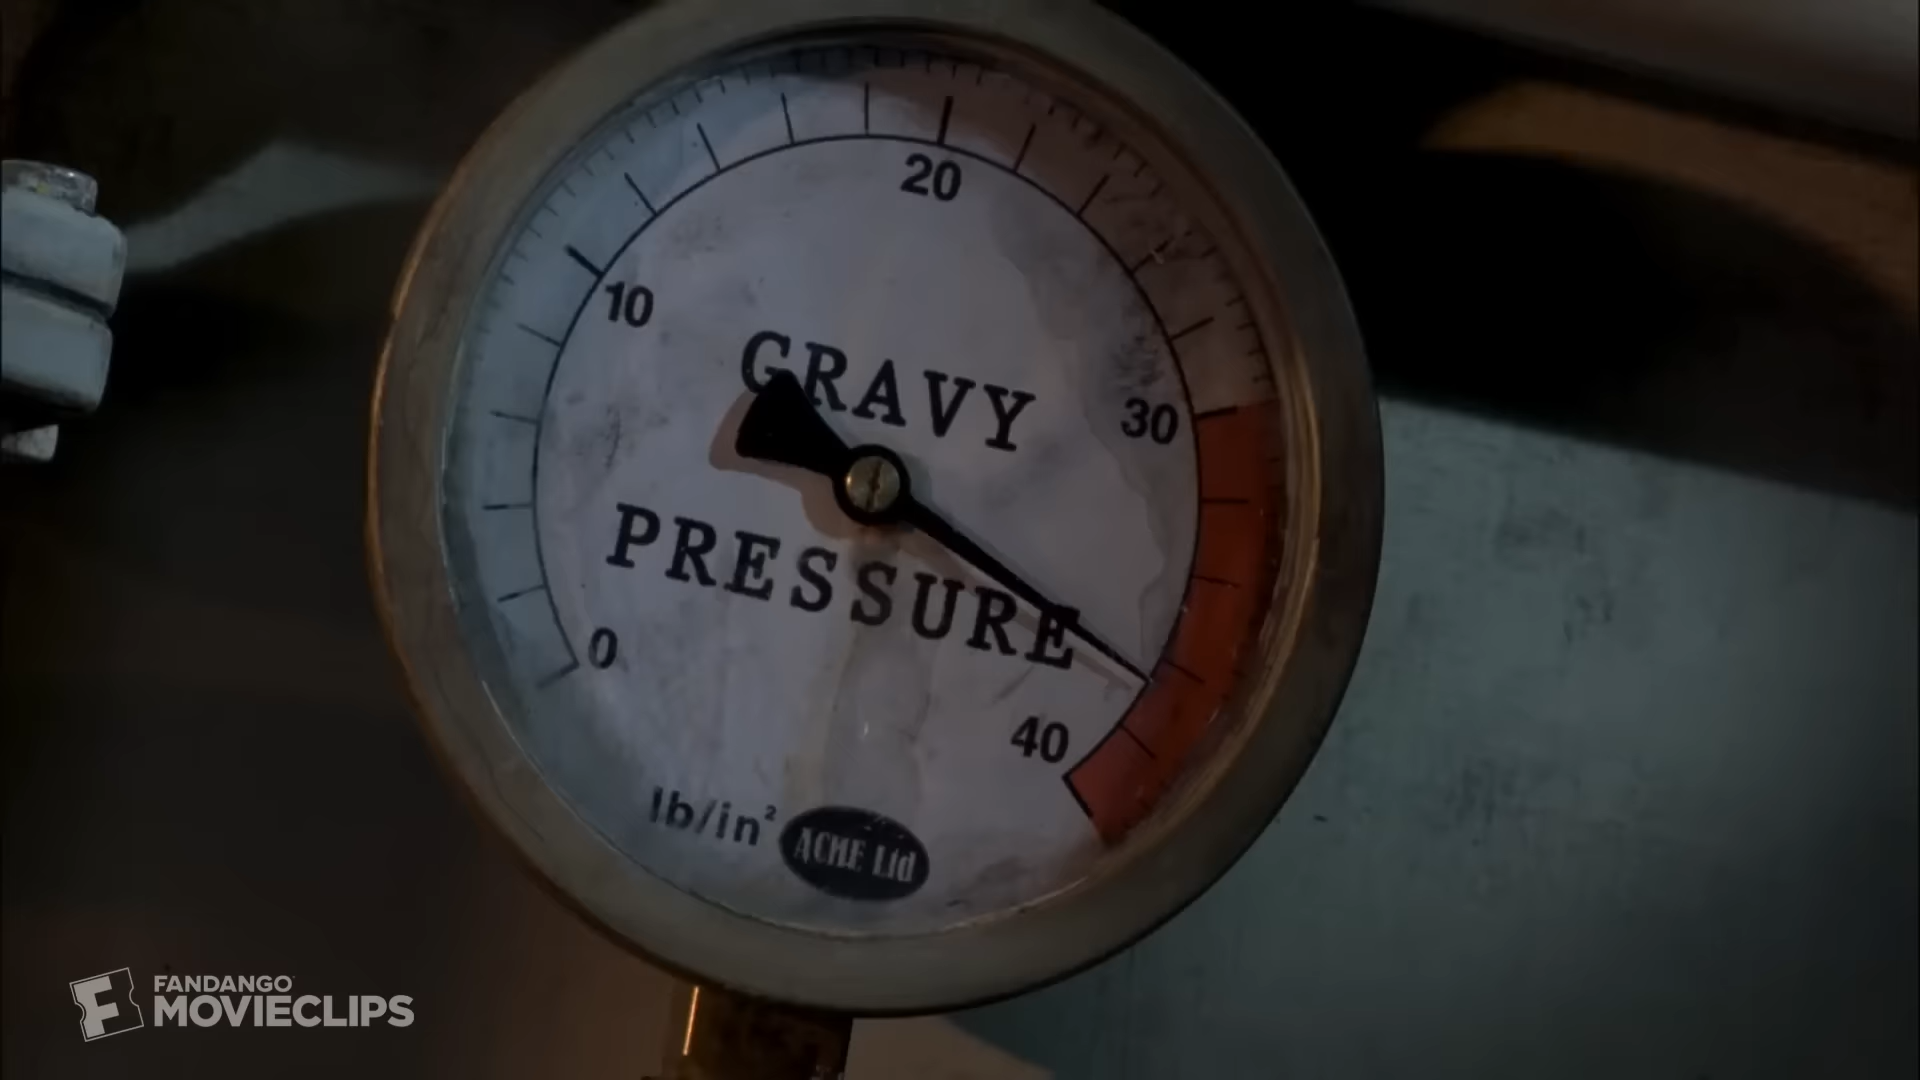 20
10
GRAVY
30
PRESSURE
0
40
lb/in²
ACME Ltd
FANDANGO
MOVIECLIPS